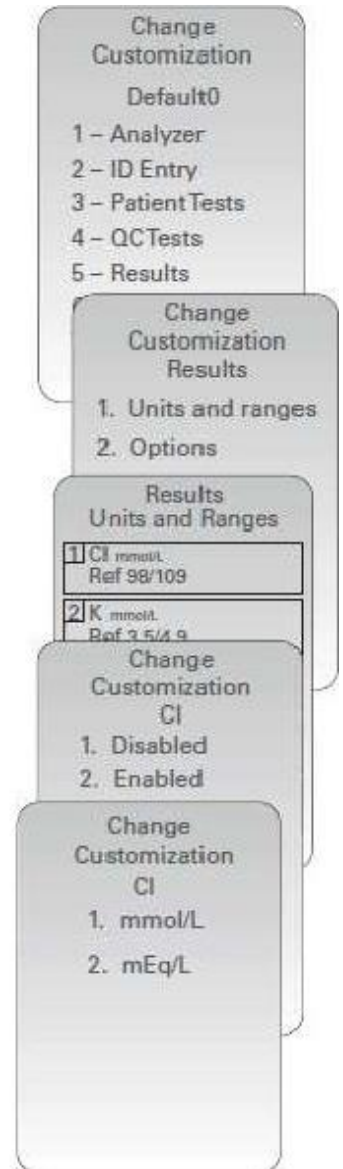 Change
Customization
Default0
1 – Analyzer
2 – ID Entry
3 – Patient Tests
4 – QC Tests
5 – Results
Change
Customization
Results
1. Units and ranges
2. Options
Results
Units and Ranges
1 Cl mmol/L
Ref 98/109
2 K mmol/L
Ref 3.5/4.9
Change
Customization
Cl
1. Disabled
2. Enabled
Change
Customization
Cl
1. mmol/L
2. mEq/L